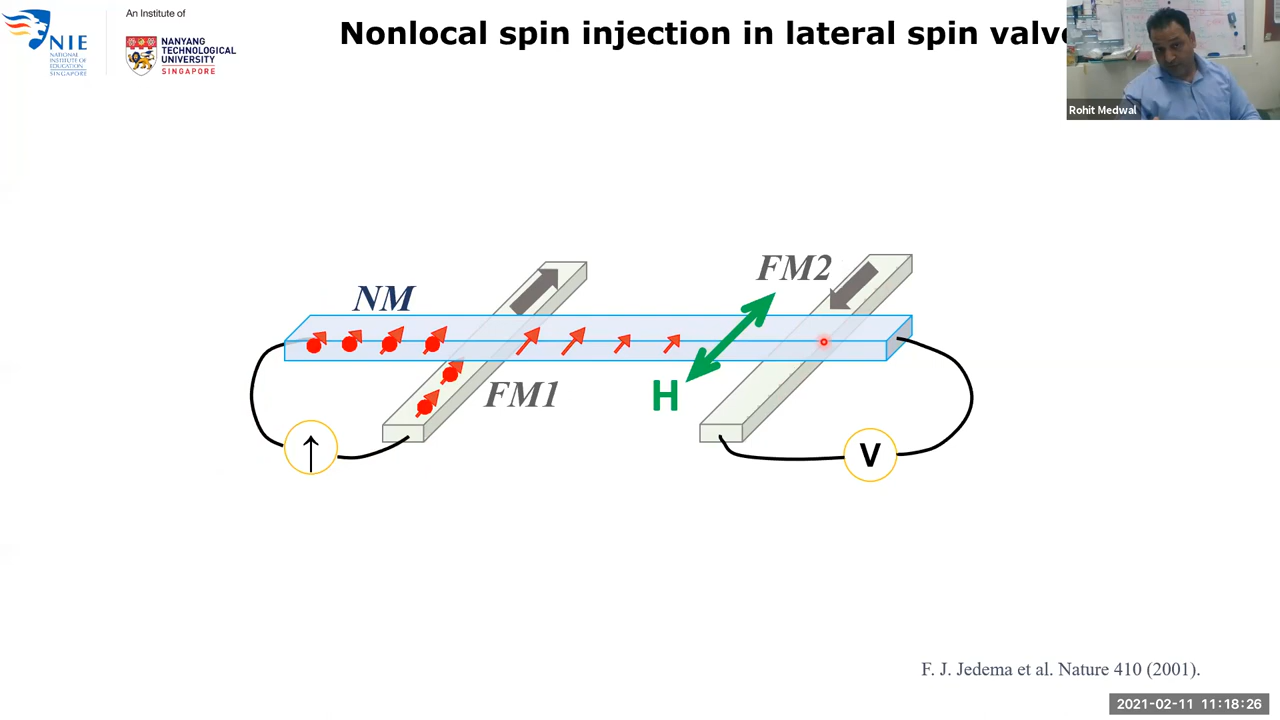 An Institute of
NIE
NATIONAL
INSTITUTE OF
EDUCATION
SINGAPORE
NANYANG
TECHNOLOGICAL
UNIVERSITY
SINGAPORE
Nonlocal spin injection in lateral spin valve
Rohit Medwal
NM
FM2
FM1
H
↑
V
F. J. Jedema et al. Nature 410 (2001).
2021-02-11 11:18:26